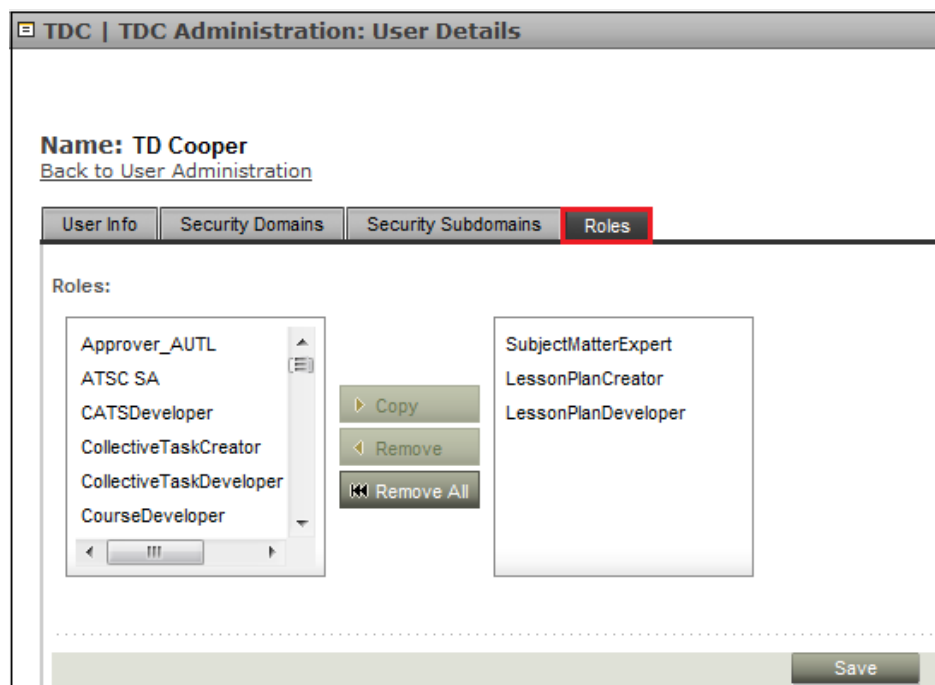 TDC | TDC Administration: User Details
Name: TD Cooper
Back to User Administration
User Info
Security Domains
Security Subdomains
Roles
Roles:
Approver_AUTL
ATSC SA
CATSDeveloper
CollectiveTaskCreator
CollectiveTaskDeveloper
CourseDeveloper
Copy
Remove
Remove All
SubjectMatterExpert
LessonPlanCreator
LessonPlanDeveloper
Save